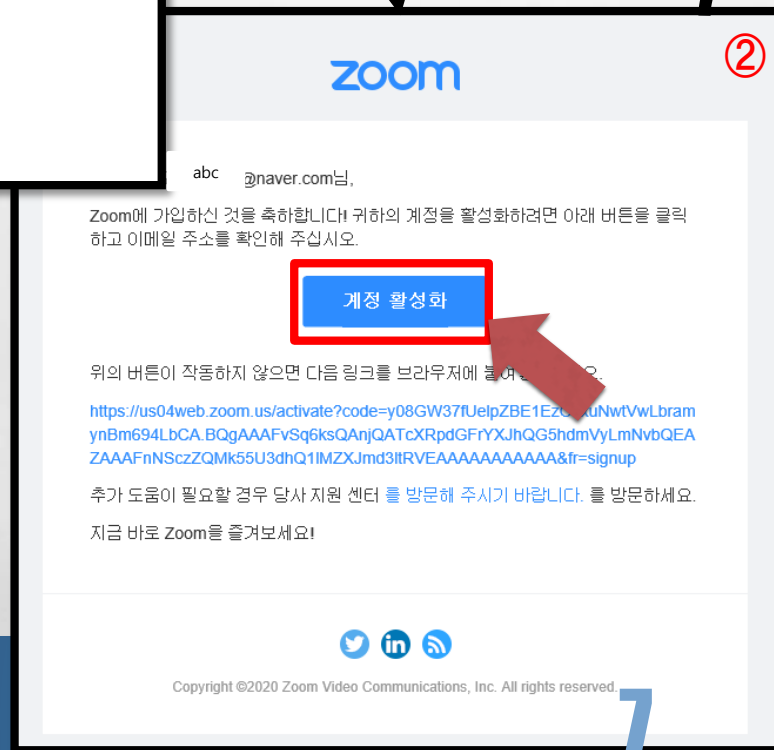 ②
zoom
abc @naver.com님,
Zoom에 가입하신 것을 축하합니다! 귀하의 계정을 활성화하려면 아래 버튼을 클릭
하고 이메일 주소를 확인해 주십시오.
계정 활성화
위의 버튼이 작동하지 않으면 다음 링크를 브라우저에
https://us04web.zoom.us/activate?code=y08GW37fUelpZBE1Ez
uNwtVwLbram
ynBm694LbCA.BQgAAAFvSq6ksQAnjQATcXRpdGFrYXJhQG5hdmVyLmNvbQEA
ZAAAFnNSczZQMk55U3dhQ1lMZXJmd3ltRVEAAAAAAAAAAA&fr=signup
추가 도움이 필요할 경우 당사 지원 센터 를 방문해 주시기 바랍니다. 를 방문하세요.
지금 바로 Zoom을 즐겨보세요!
in
Copyright ©2020 Zoom Video Communications, Inc. All rights reserved.
7